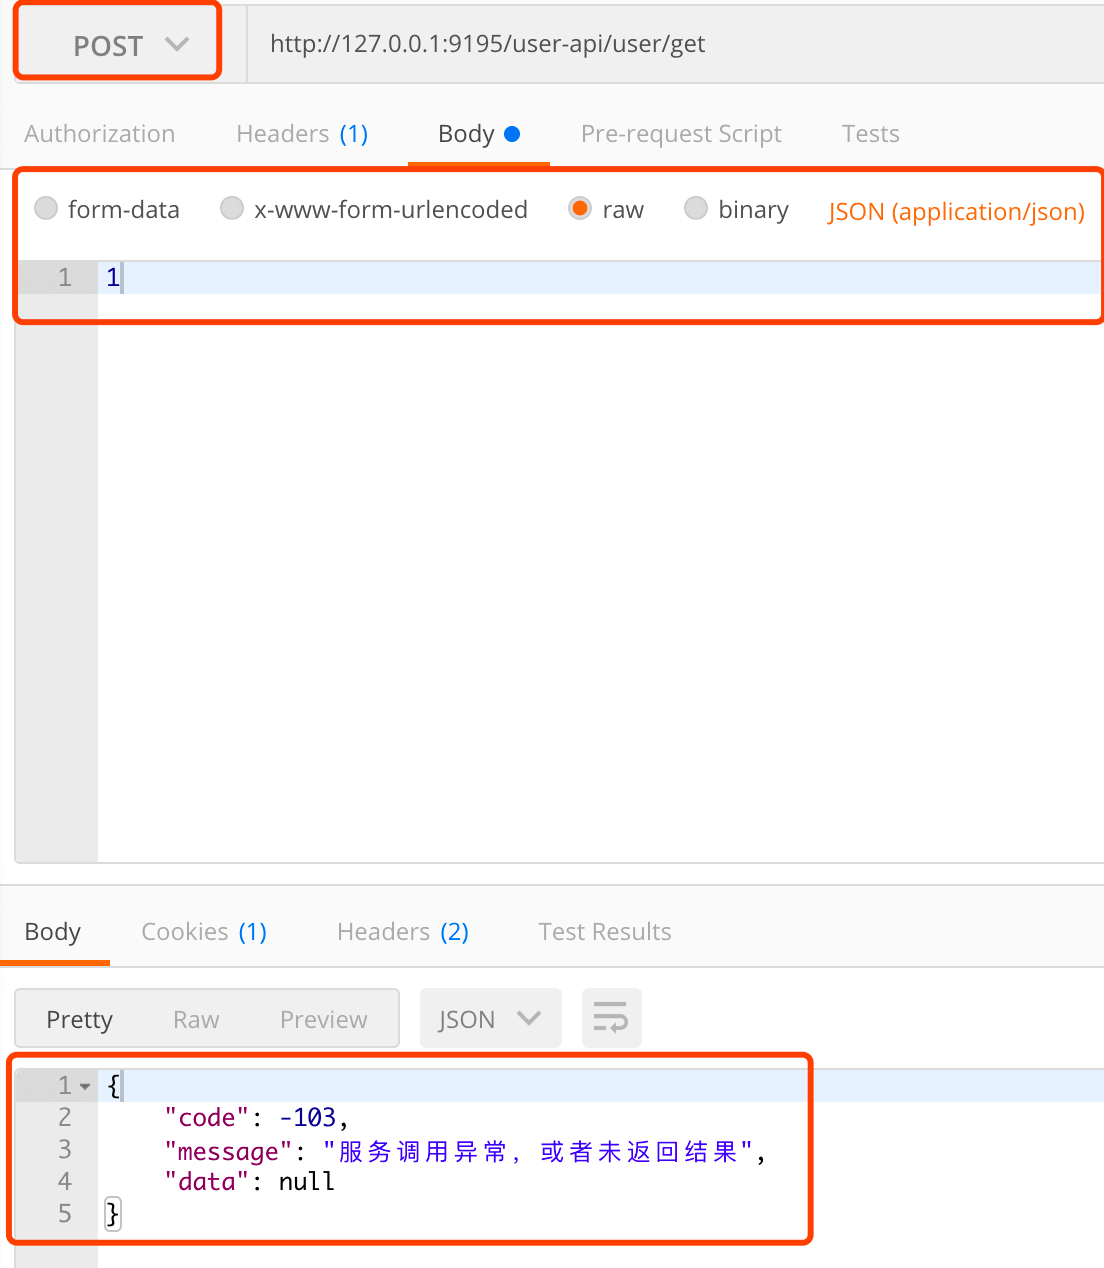 POST http://127.0.0.1:9195/user-api/user/get
Authorization Headers (1) Body Pre-request Script Tests
form-data x-www-form-urlencoded raw binary JSON (application/json)
1 1
Body Cookies (1) Headers (2) Test Results
Pretty Raw Preview JSON
1 {
2 "code": -103,
3 "message": "服务调用异常，或者未返回结果",
4 "data": null
5 }